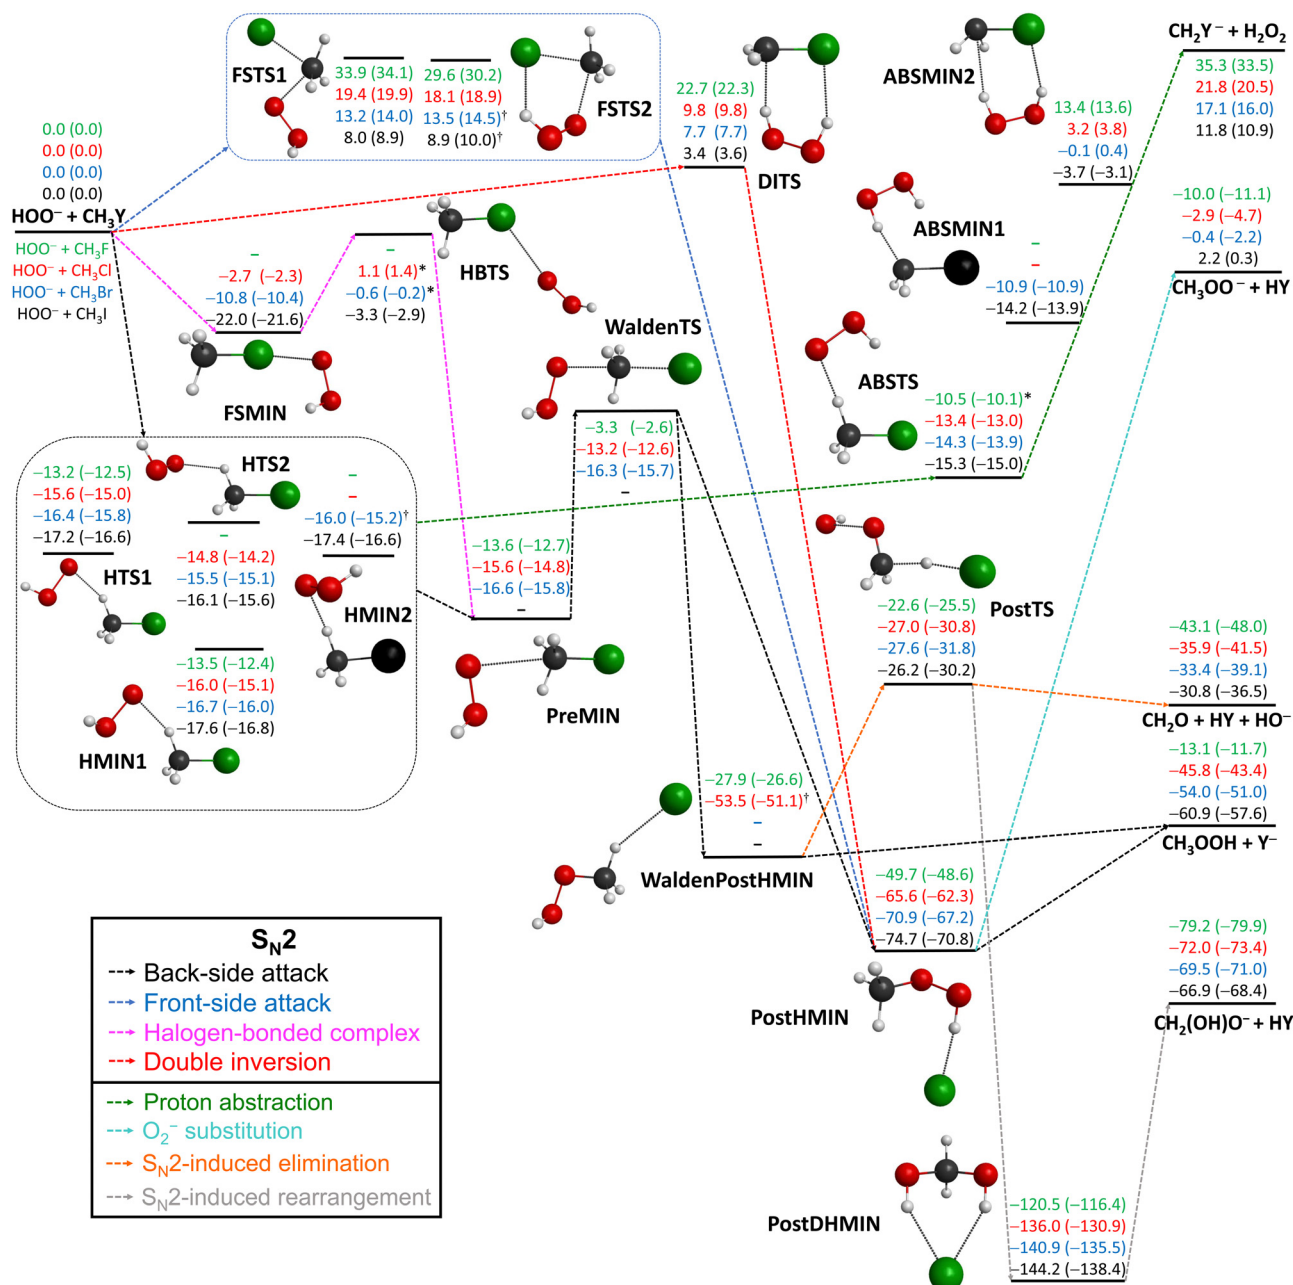 FSTS1
33.9 (34.1)
19.4 (19.9)
13.2 (14.0)
8.0 (8.9)
29.6 (30.2)
18.1 (18.9)
13.5 (14.5)†
8.9 (10.0)†
FSTS2
22.7 (22.3)
9.8 (9.8)
7.7 (7.7)
3.4 (3.6)
DITS
ABSMIN2
13.4 (13.6)
3.2 (3.8)
−0.1 (0.4)
−3.7 (−3.1)
CH₂Y⁻ + H₂O₂
35.3 (33.5)
21.8 (20.5)
17.1 (16.0)
11.8 (10.9)
0.0 (0.0)
0.0 (0.0)
0.0 (0.0)
0.0 (0.0)
HOO⁻ + CH₃Y
HOO⁻ + CH₃F
HOO⁻ + CH₃Cl
HOO⁻ + CH₃Br
HOO⁻ + CH₃I
–
−2.7 (−2.3)
−10.8 (−10.4)
−22.0 (−21.6)
FSMIN
–
1.1 (1.4)*
−0.6 (−0.2)*
−3.3 (−2.9)
HBTS
ABSMIN1
–
–
−10.9 (−10.9)
−14.2 (−13.9)
−10.0 (−11.1)
−2.9 (−4.7)
−0.4 (−2.2)
2.2 (0.3)
CH₃OO⁻ + HY
WaldenTS
−3.3 (−2.6)
−13.2 (−12.6)
−16.3 (−15.7)
–
ABSTS
−10.5 (−10.1)*
−13.4 (−13.0)
−14.3 (−13.9)
−15.3 (−15.0)
−13.2 (−12.5)
−15.6 (−15.0)
−16.4 (−15.8)
−17.2 (−16.6)
HTS1
HTS2
–
−14.8 (−14.2)
−15.5 (−15.1)
−16.1 (−15.6)
–
–
−16.0 (−15.2)†
−17.4 (−16.6)
HMIN2
−13.5 (−12.4)
−16.0 (−15.1)
−16.7 (−16.0)
−17.6 (−16.8)
HMIN1
−13.6 (−12.7)
−15.6 (−14.8)
−16.6 (−15.8)
–
PreMIN
PostTS
−22.6 (−25.5)
−27.0 (−30.8)
−27.6 (−31.8)
−26.2 (−30.2)
−43.1 (−48.0)
−35.9 (−41.5)
−33.4 (−39.1)
−30.8 (−36.5)
CH₂O + HY + HO⁻
−13.1 (−11.7)
−45.8 (−43.4)
−54.0 (−51.0)
−60.9 (−57.6)
CH₃OOH + Y⁻
−27.9 (−26.6)
−53.5 (−51.1)†
–
–
WaldenPostHMIN
−49.7 (−48.6)
−65.6 (−62.3)
−70.9 (−67.2)
−74.7 (−70.8)
PostHMIN
−79.2 (−79.9)
−72.0 (−73.4)
−69.5 (−71.0)
−66.9 (−68.4)
CH₂(OH)O⁻ + HY
PostDHMIN
−120.5 (−116.4)
−136.0 (−130.9)
−140.9 (−135.5)
−144.2 (−138.4)
S_N2
Back-side attack
Front-side attack
Halogen-bonded complex
Double inversion
Proton abstraction
O₂⁻ substitution
S_N2-induced elimination
S_N2-induced rearrangement